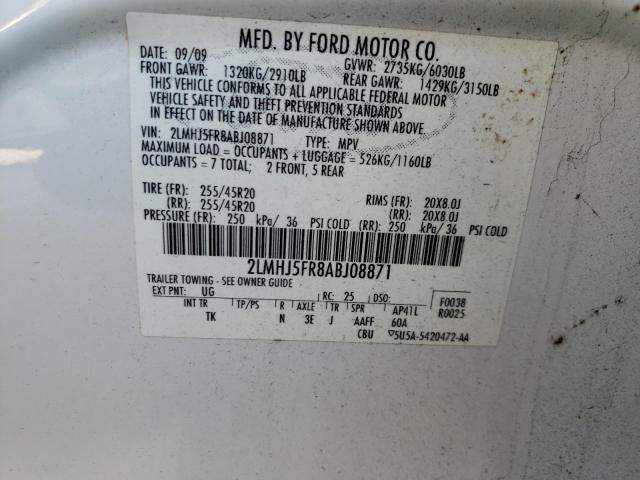 MFD. BY FORD MOTOR CO.
DATE: 09/09 GVWR: 2735KG/6030LB
FRONT GAWR: 1320KG/2910LB REAR GAWR: 1429KG/3150LB
THIS VEHICLE CONFORMS TO ALL APPLICABLE FEDERAL MOTOR
VEHICLE SAFETY AND THEFT PREVENTION STANDARDS
IN EFFECT ON THE DATE OF MANUFACTURE SHOWN ABOVE.
VIN: 2LMHJ5FR8ABJ08871 TYPE: MPV
MAXIMUM LOAD = OCCUPANTS + LUGGAGE = 526KG/1160LB
OCCUPANTS = 7 TOTAL; 2 FRONT, 5 REAR
TIRE (FR): 255/45R20 RIMS (FR): 20X8.0J
(RR): 255/45R20 (RR): 20X8.0J
PRESSURE (FR): 250 kPa/ 36 PSI COLD (RR): 250 kPa/ 36 PSI COLD
2LMHJ5FR8ABJ08871
TRAILER TOWING - SEE OWNER GUIDE
EXT PNT: UG RC: 25 DSO: F0038
INT TR TP/PS R AXLE TR SPR AP41L R0025
TK N 3E J AAFF 60A
CBU 5U5A-5420472-AA